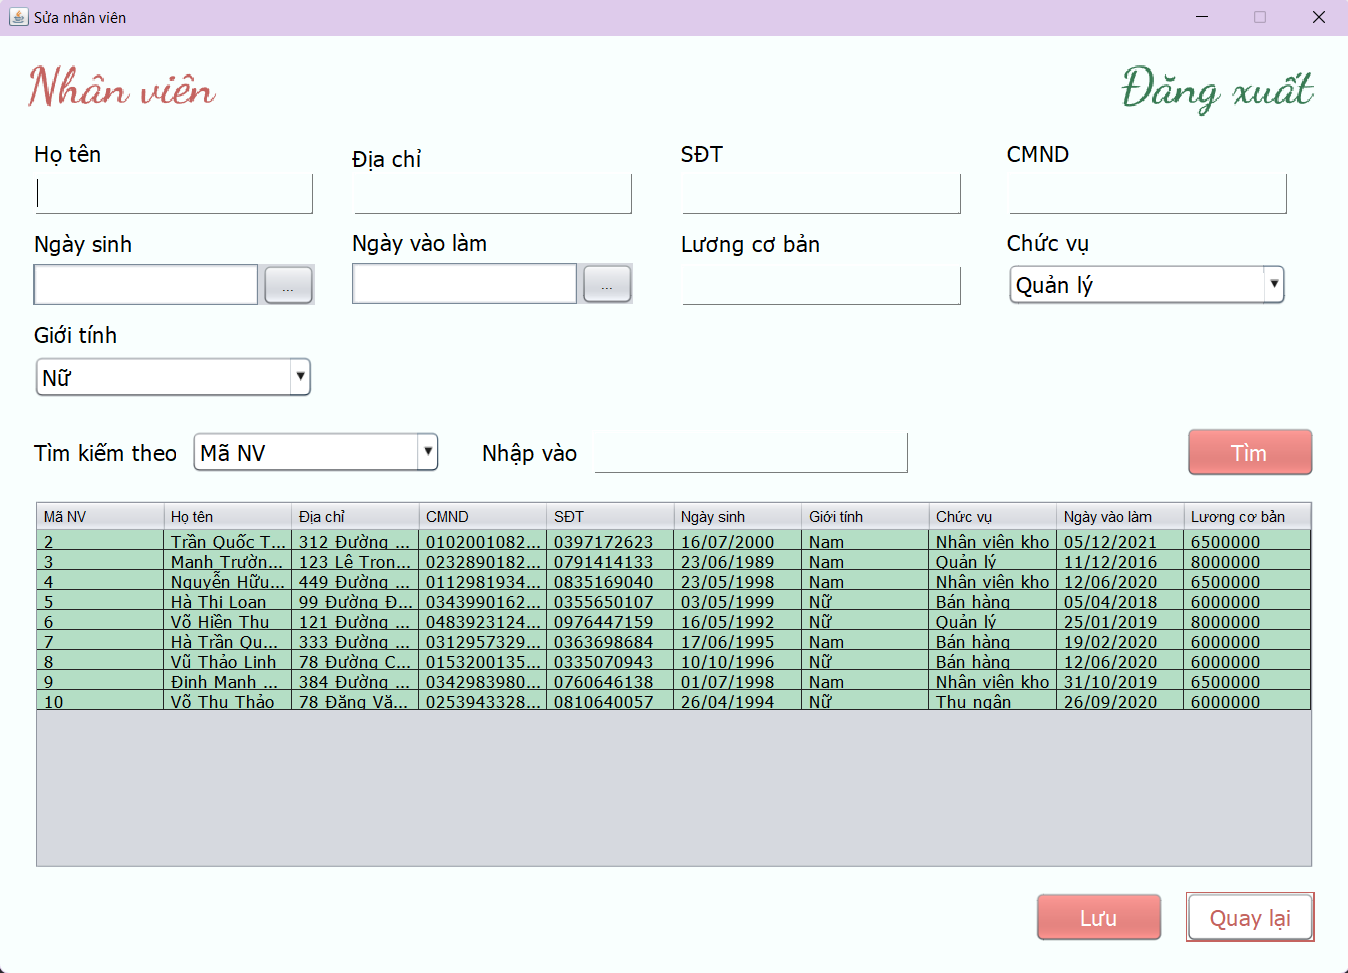 Sửa nhân viên
Nhân viên Đăng xuất
Họ tên Địa chỉ SĐT CMND
Ngày sinh Ngày vào làm Lương cơ bản Chức vụ
... ... Quản lý
Giới tính
Nữ
Tìm kiếm theo Mã NV Nhập vào Tìm
Mã NV Họ tên Địa chỉ CMND SĐT Ngày sinh Giới tính Chức vụ Ngày vào làm Lương cơ bản
2 Trần Quốc T... 312 Đường ... 0102001082... 0397172623 16/07/2000 Nam Nhân viên kho 05/12/2021 6500000
3 Mạnh Trườn... 123 Lê Tron... 0232890182... 0791414133 23/06/1989 Nam Quản lý 11/12/2016 8000000
4 Nguyễn Hữu... 449 Đường ... 0112981934... 0835169040 23/05/1998 Nam Nhân viên kho 12/06/2020 6500000
5 Hà Thị Loan 99 Đường Đ... 0343990162... 0355650107 03/05/1999 Nữ Bán hàng 05/04/2018 6000000
6 Võ Hiền Thu 121 Đường ... 0483923124... 0976447159 16/05/1992 Nữ Quản lý 25/01/2019 8000000
7 Hà Trần Qu... 333 Đường ... 0312957329... 0363698684 17/06/1995 Nam Bán hàng 19/02/2020 6000000
8 Vũ Thảo Linh 78 Đường C... 0153200135... 0335070943 10/10/1996 Nữ Bán hàng 12/06/2020 6000000
9 Đinh Mạnh ... 384 Đường ... 0342983980... 0760646138 01/07/1998 Nam Nhân viên kho 31/10/2019 6500000
10 Võ Thu Thảo 78 Đặng Vă... 0253943328... 0810640057 26/04/1994 Nữ Thu ngân 26/09/2020 6000000
Lưu Quay lại